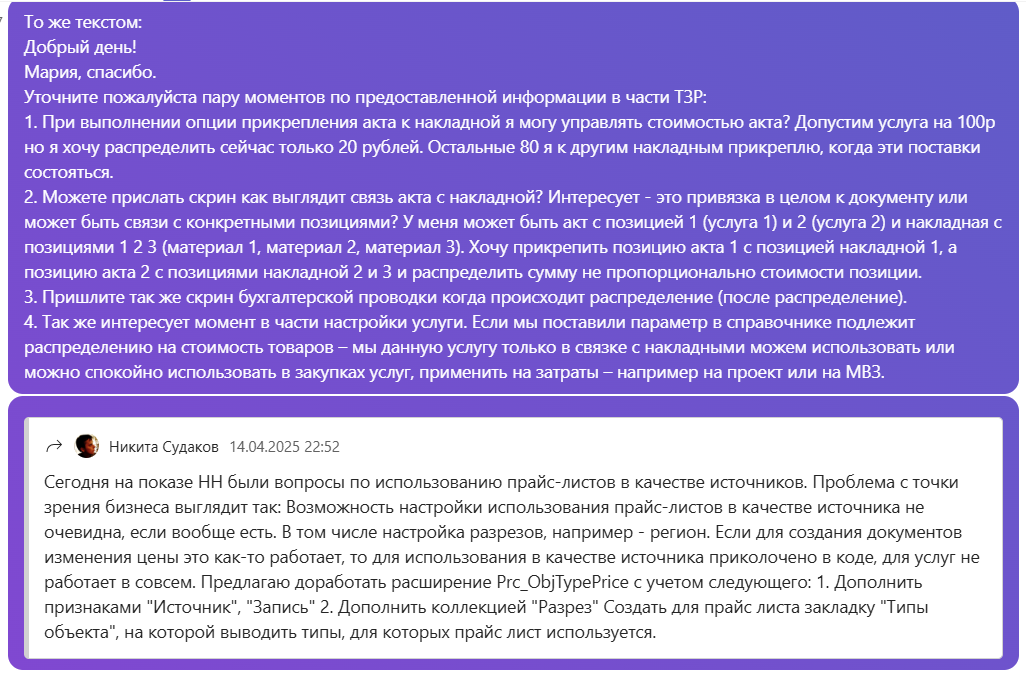 То же текстом:
Добрый день!
Мария, спасибо.
Уточните пожалуйста пару моментов по предоставленной информации в части ТЗР:
1. При выполнении опции прикрепления акта к накладной я могу управлять стоимостью акта? Допустим услуга на 100р
но я хочу распределить сейчас только 20 рублей. Остальные 80 я к другим накладным прикреплю, когда эти поставки
состояться.
2. Можете прислать скрин как выглядит связь акта с накладной? Интересует - это привязка в целом к документу или
может быть связи с конкретными позициями? У меня может быть акт с позицией 1 (услуга 1) и 2 (услуга 2) и накладная с
позициями 1 2 3 (материал 1, материал 2, материал 3). Хочу прикрепить позицию акта 1 с позицией накладной 1, а
позицию акта 2 с позициями накладной 2 и 3 и распределить сумму не пропорционально стоимости позиции.
3. Пришлите так же скрин бухгалтерской проводки когда происходит распределение (после распределение).
4. Так же интересует момент в части настройки услуги. Если мы поставили параметр в справочнике подлежит
распределению на стоимость товаров – мы данную услугу только в связке с накладными можем использовать или
можно спокойно использовать в закупках услуг, применить на затраты – например на проект или на МВЗ.
Никита Судаков 14.04.2025 22:52
Сегодня на показе НН были вопросы по использованию прайс-листов в качестве источников. Проблема с точки
зрения бизнеса выглядит так: Возможность настройки использования прайс-листов в качестве источника не
очевидна, если вообще есть. В том числе настройка разрезов, например - регион. Если для создания документов
изменения цены это как-то работает, то для использования в качестве источника приколочено в коде, для услуг не
работает в совсем. Предлагаю доработать расширение Prc_ObjTypePrice с учетом следующего: 1. Дополнить
признаками "Источник", "Запись" 2. Дополнить коллекцией "Разрез" Создать для прайс листа закладку "Типы
объекта", на которой выводить типы, для которых прайс лист используется.